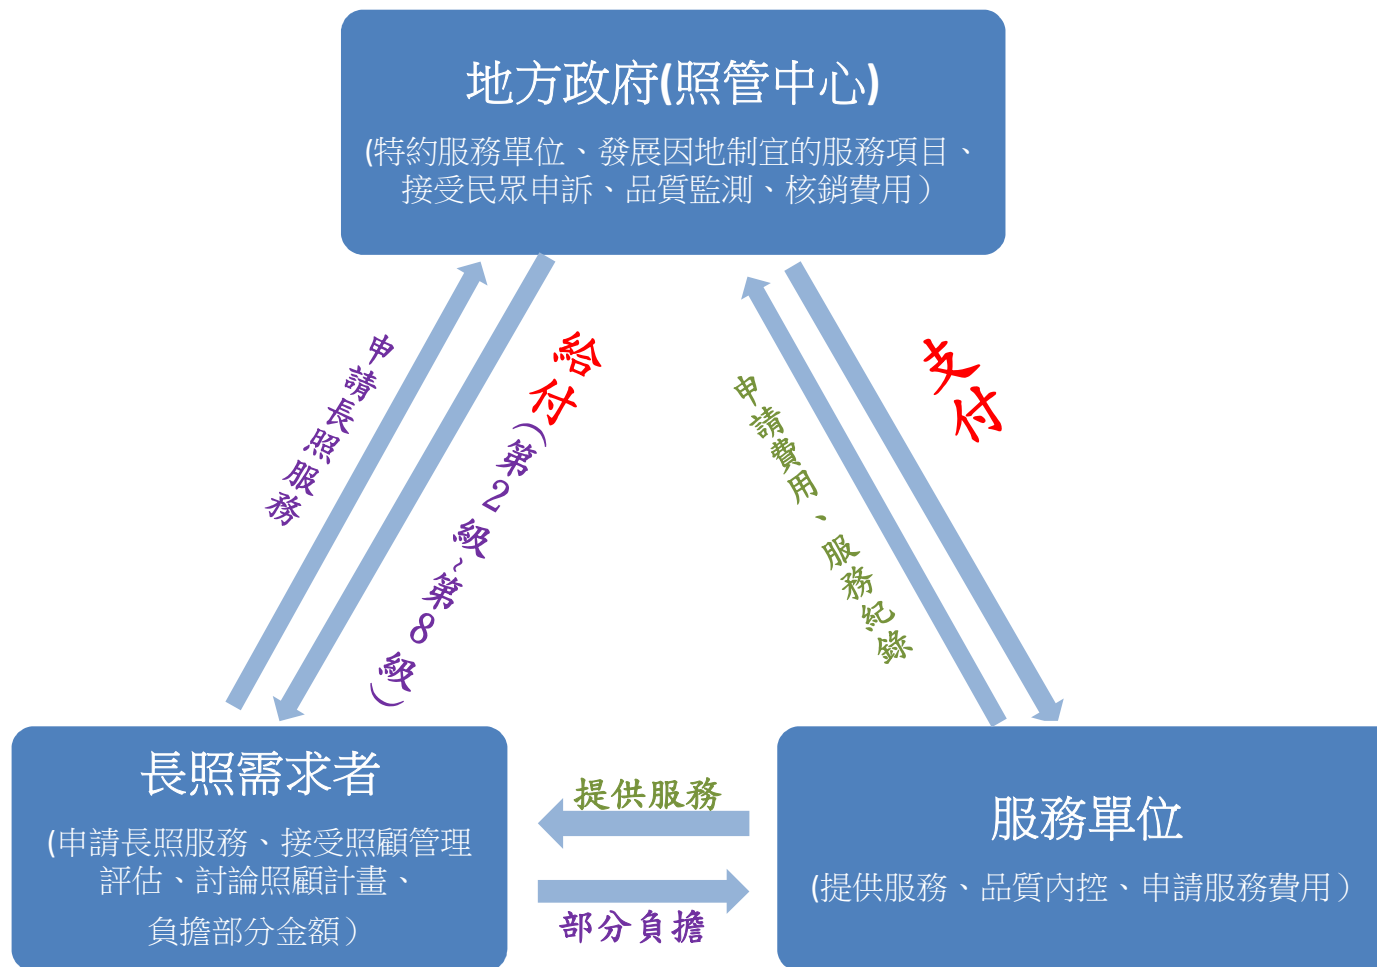 地方政府(照管中心)
(特約服務單位、發展因地制宜的服務項目、
接受民眾申訴、品質監測、核銷費用）
申請長照服務
給付(第2級~第8級)
申請費用、服務紀錄
支付
長照需求者
(申請長照服務、接受照顧管理
評估、討論照顧計畫、
負擔部分金額）
提供服務
部分負擔
服務單位
(提供服務、品質內控、申請服務費用）